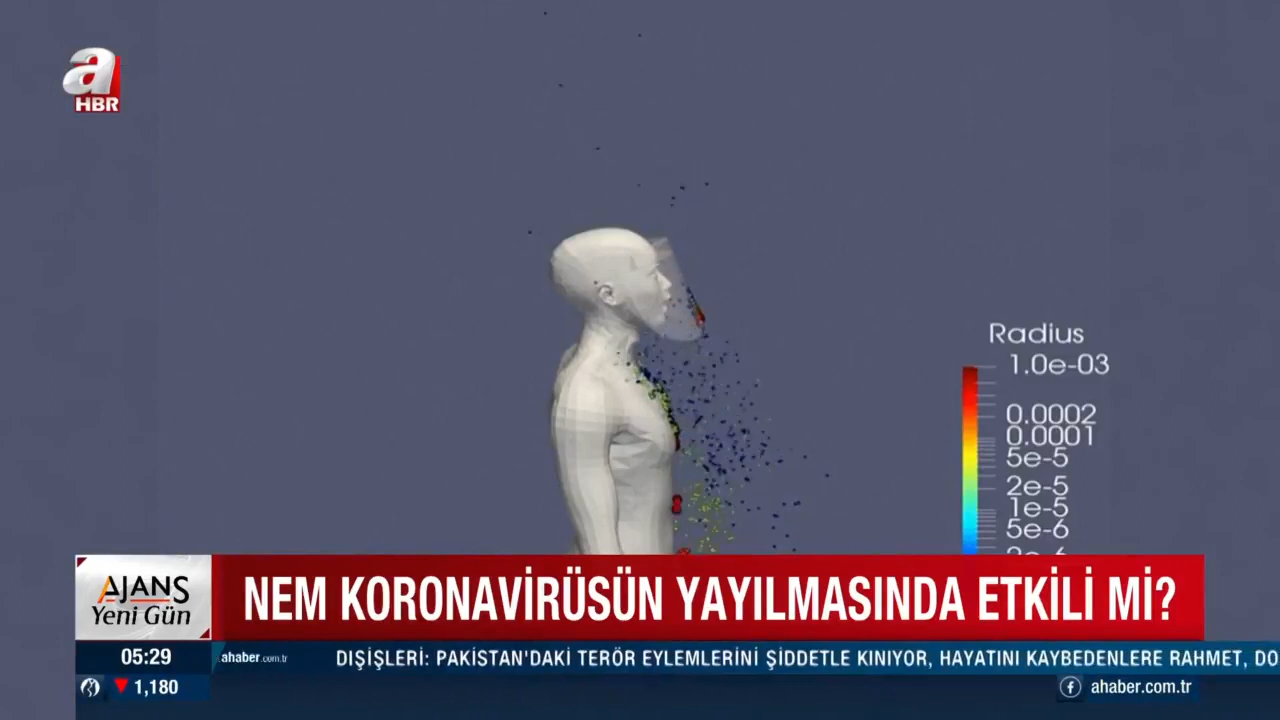 a
HBR
Radius
1.0e-03
0.0002
0.0001
5e-5
2e-5
1e-5
5e-6
AJANS
Yeni Gün
NEM KORONAVİRÜSÜN YAYILMASINDA ETKİLİ Mİ?
05:29
ahaber.com.tr
DIŞİŞLERİ: PAKİSTAN'DAKİ TERÖR EYLEMLERİNİ ŞİDDETLE KINIYOR, HAYATINI KAYBEDENLERE RAHMET, DO
1,180
ahaber.com.tr